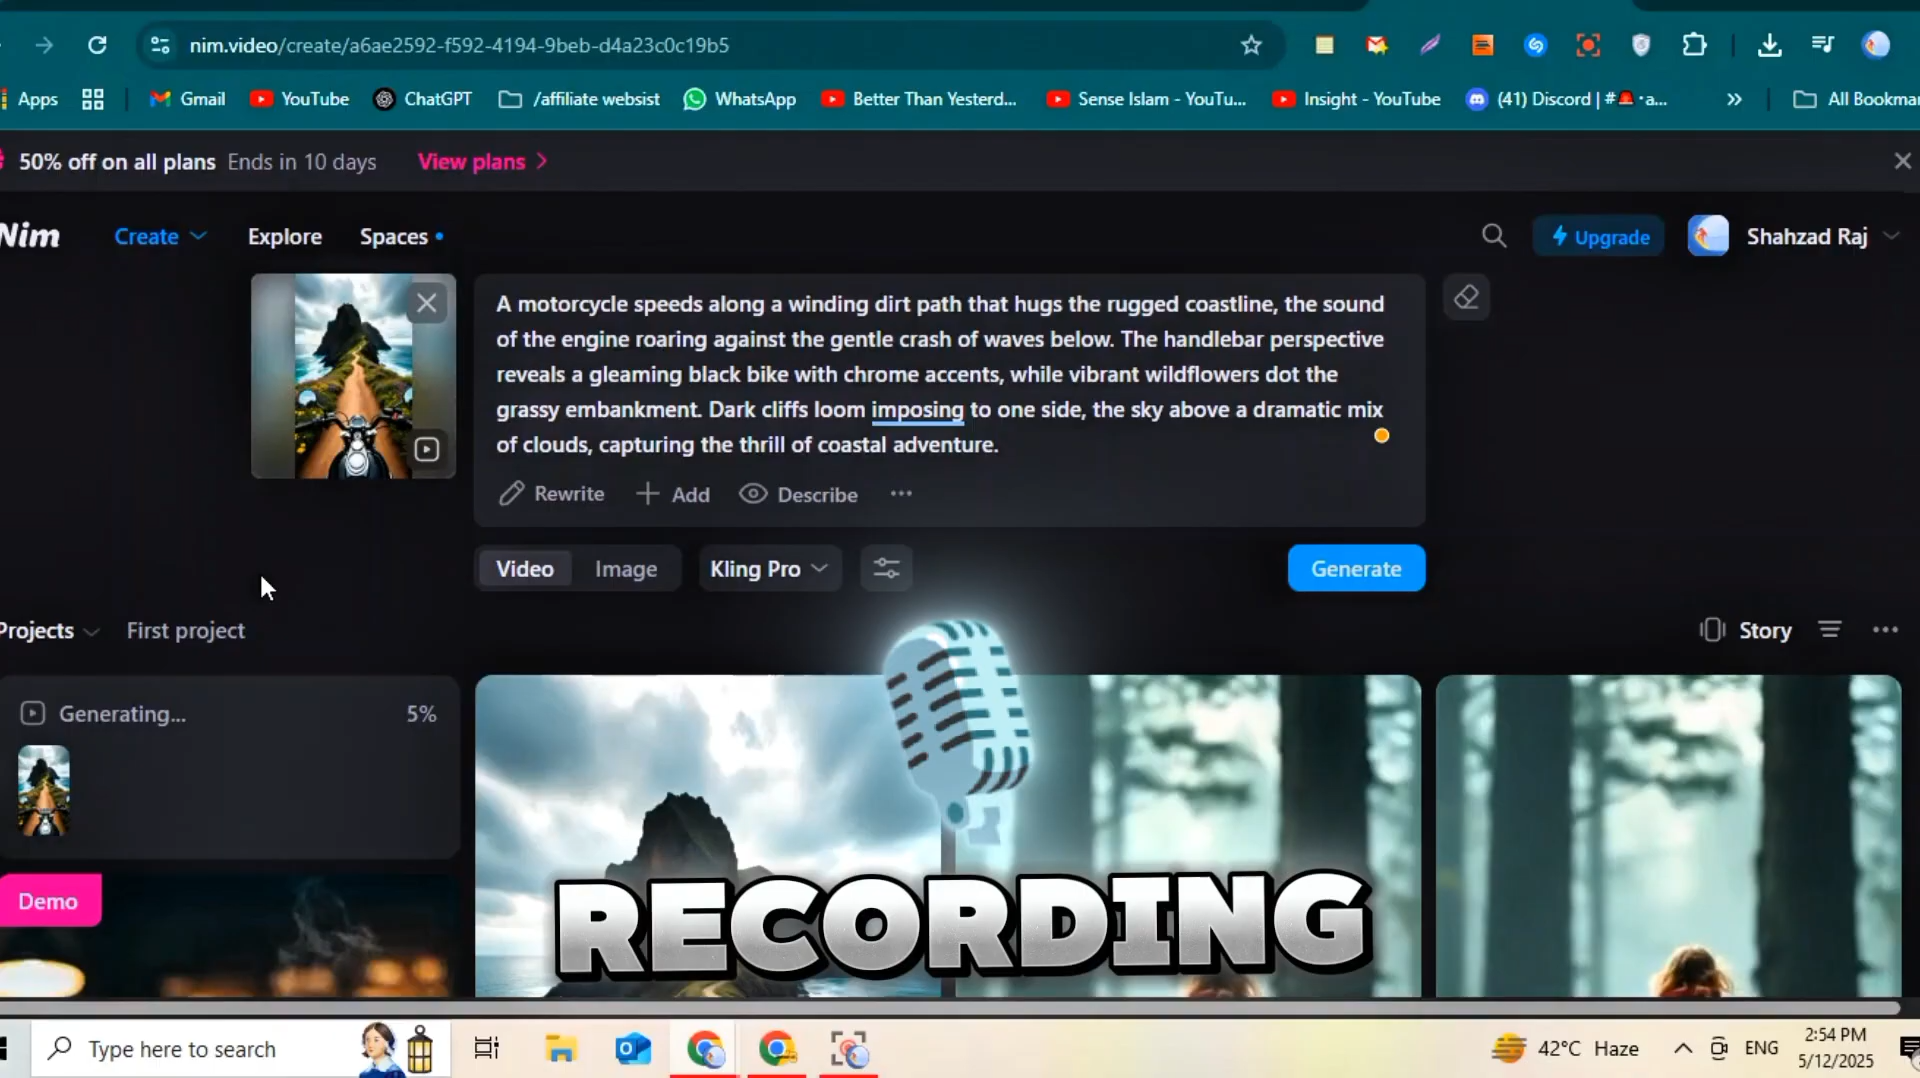 nim.video/create/a6ae2592-f592-4194-9beb-d4a23c0c19b5
Apps
Gmail
YouTube
ChatGPT
/affiliate websist
WhatsApp
Better Than Yesterd...
Sense Islam - YouTu...
Insight - YouTube
(41) Discord | #🚨・a...
All Bookmar
50% off on all plans Ends in 10 days View plans
Nim
Create
Explore
Spaces
Upgrade
Shahzad Raj
A motorcycle speeds along a winding dirt path that hugs the rugged coastline, the sound
of the engine roaring against the gentle crash of waves below. The handlebar perspective
reveals a gleaming black bike with chrome accents, while vibrant wildflowers dot the
grassy embankment. Dark cliffs loom imposing to one side, the sky above a dramatic mix
of clouds, capturing the thrill of coastal adventure.
Rewrite
Add
Describe
Video
Image
Kling Pro
Generate
Projects
First project
Story
Generating...
5%
Demo
RECORDING
Type here to search
42°C Haze
ENG
2:54 PM
5/12/2025